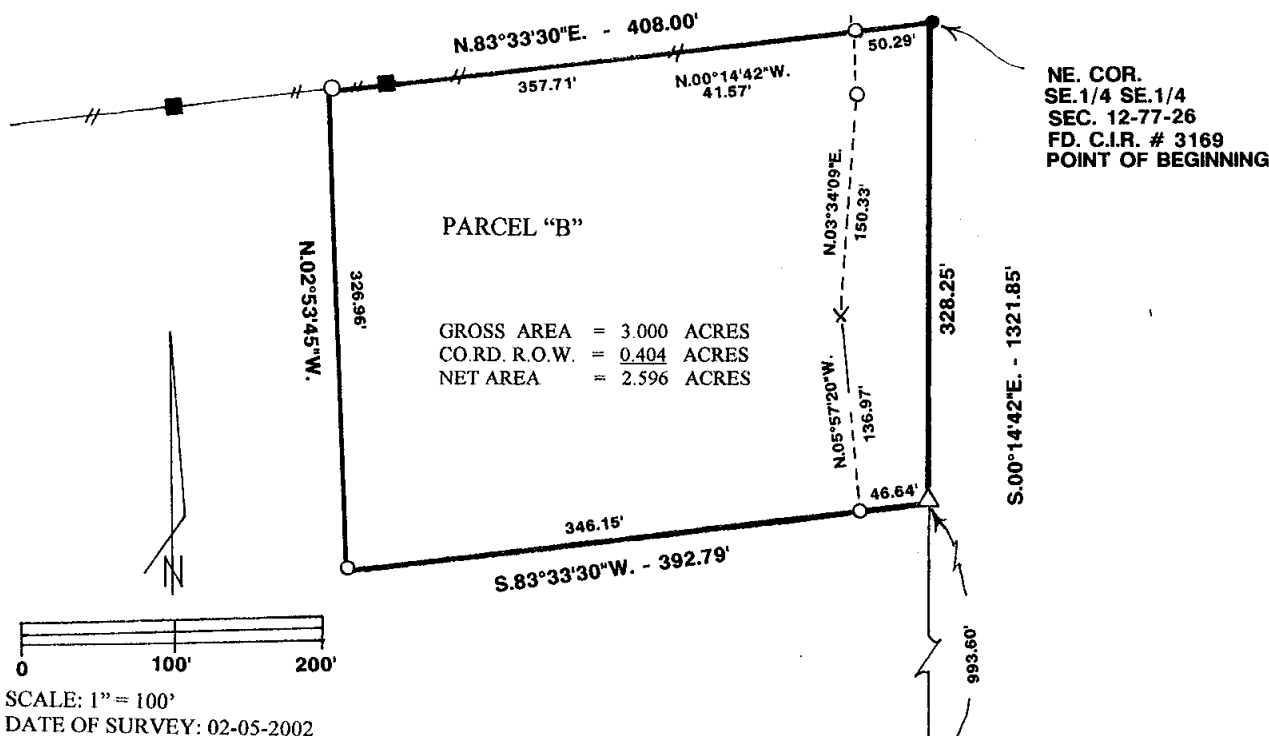 N.83°33'30"E. - 408.00'
50.29'
357.71'
N.00°14'42"W.
41.57'
NE. COR.
SE.1/4 SE.1/4
SEC. 12-77-26
FD. C.I.R. # 3169
POINT OF BEGINNING
N.03°34'09"E.
150.33'
PARCEL “B”
N.02°53'45"W.
326.96'
328.25'
S.00°14'42"E. - 1321.85'
GROSS AREA = 3.000 ACRES
CO.RD. R.O.W. = 0.404 ACRES
NET AREA = 2.596 ACRES
N.05°57'20"W.
136.97'
46.64'
346.15'
S.83°33'30"W. - 392.79'
N
993.60'
0 100' 200'
SCALE: 1” = 100’
DATE OF SURVEY: 02-05-2002